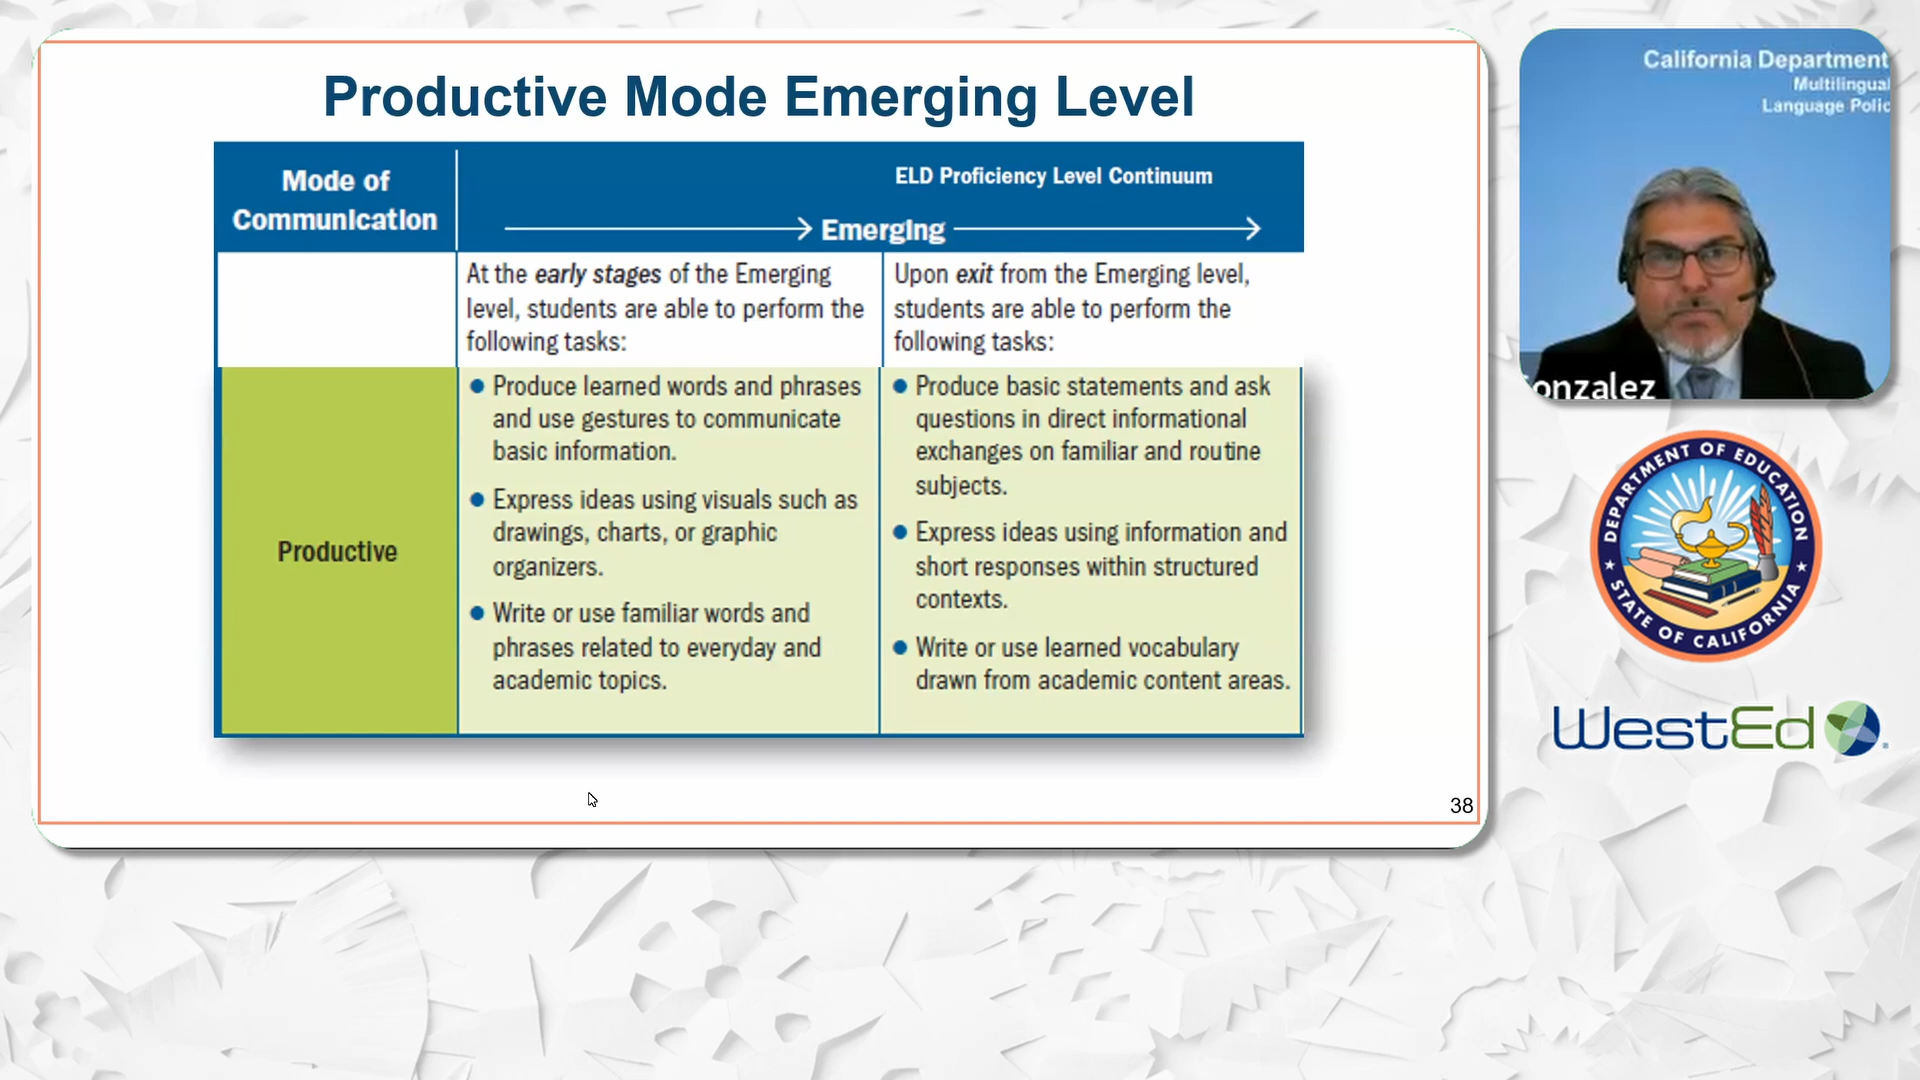 Productive Mode Emerging Level
Mode of
Communication
ELD Proficiency Level Continuum
Emerging
At the early stages of the Emerging
level, students are able to perform the
following tasks:
Upon exit from the Emerging level,
students are able to perform the
following tasks:
Productive
● Produce learned words and phrases
and use gestures to communicate
basic information.
● Express ideas using visuals such as
drawings, charts, or graphic
organizers.
● Write or use familiar words and
phrases related to everyday and
academic topics.
● Produce basic statements and ask
questions in direct informational
exchanges on familiar and routine
subjects.
● Express ideas using information and
short responses within structured
contexts.
● Write or use learned vocabulary
drawn from academic content areas.
38
California Department
Multilingual
Language Polic
onzalez
DEPARTMENT OF EDUCATION
STATE OF CALIFORNIA
WestEd